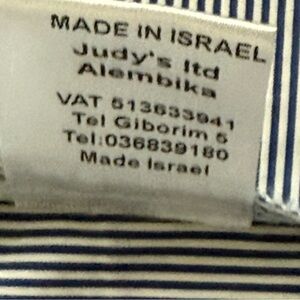 MADE IN ISRAEL
Judy's ltd
Alembika
VAT 513633941
Tel Giborim 5
Tel:036839180
Made Israel